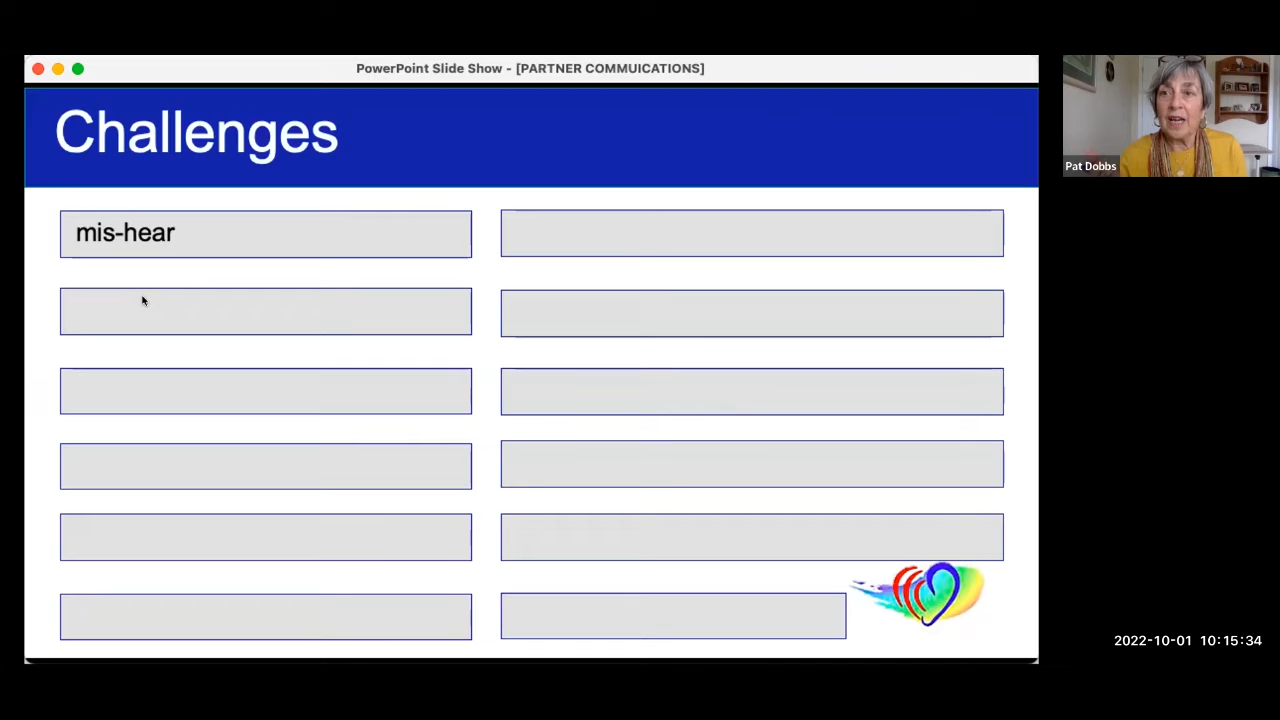 PowerPoint Slide Show - [PARTNER COMMUICATIONS]
Challenges
mis-hear
Pat Dobbs
2022-10-01 10:15:34